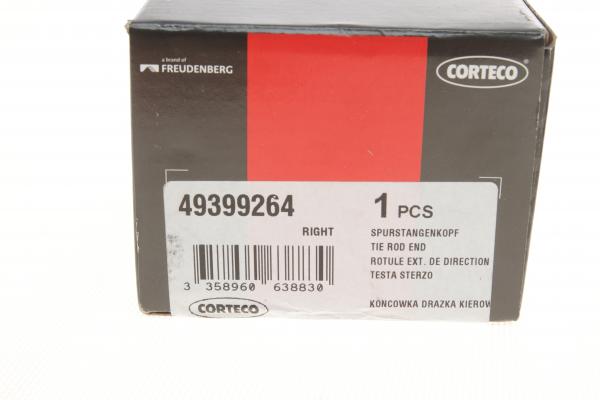 a brand of
FREUDENBERG
CORTECO
49399264
RIGHT
1 PCS
SPURSTANGENKOPF
TIE ROD END
ROTULE EXT. DE DIRECTION
TESTA STERZO
KÓNCOWKA DRAZKA KIEROW
3 358960 638830
CORTECO